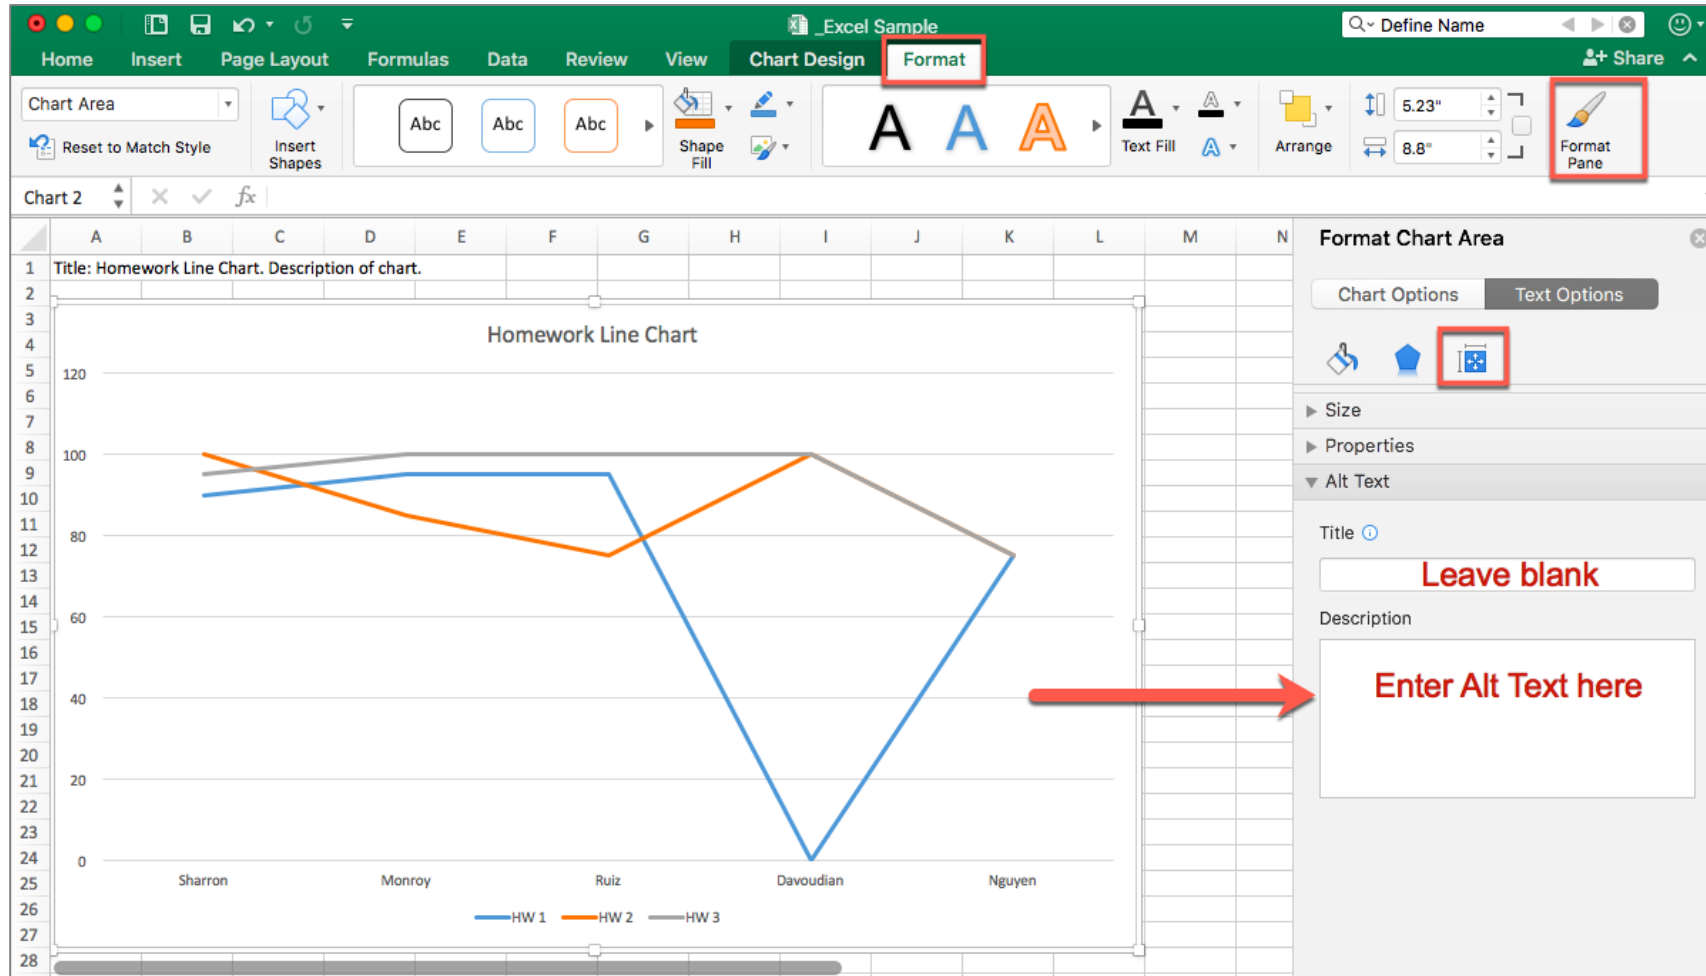 _Excel Sample
Define Name
Home Insert Page Layout Formulas Data Review View Chart Design Format Share
Chart Area
Reset to Match Style
Insert
Shapes
Abc Abc Abc
Shape
Fill
A A A
A
Text Fill
A
A
Arrange
5.23"
8.8"
Format
Pane
Chart 2 fx
A B C D E F G H I J K L M N
1 Title: Homework Line Chart. Description of chart.
2
3
4
5
6
7
8
9
10
11
12
13
14
15
16
17
18
19
20
21
22
23
24
25
26
27
28
Homework Line Chart
120
100
80
60
40
20
0
Sharron Monroy Ruiz Davoudian Nguyen
HW 1 HW 2 HW 3
Format Chart Area
Chart Options Text Options
Size
Properties
Alt Text
Title
Leave blank
Description
Enter Alt Text here